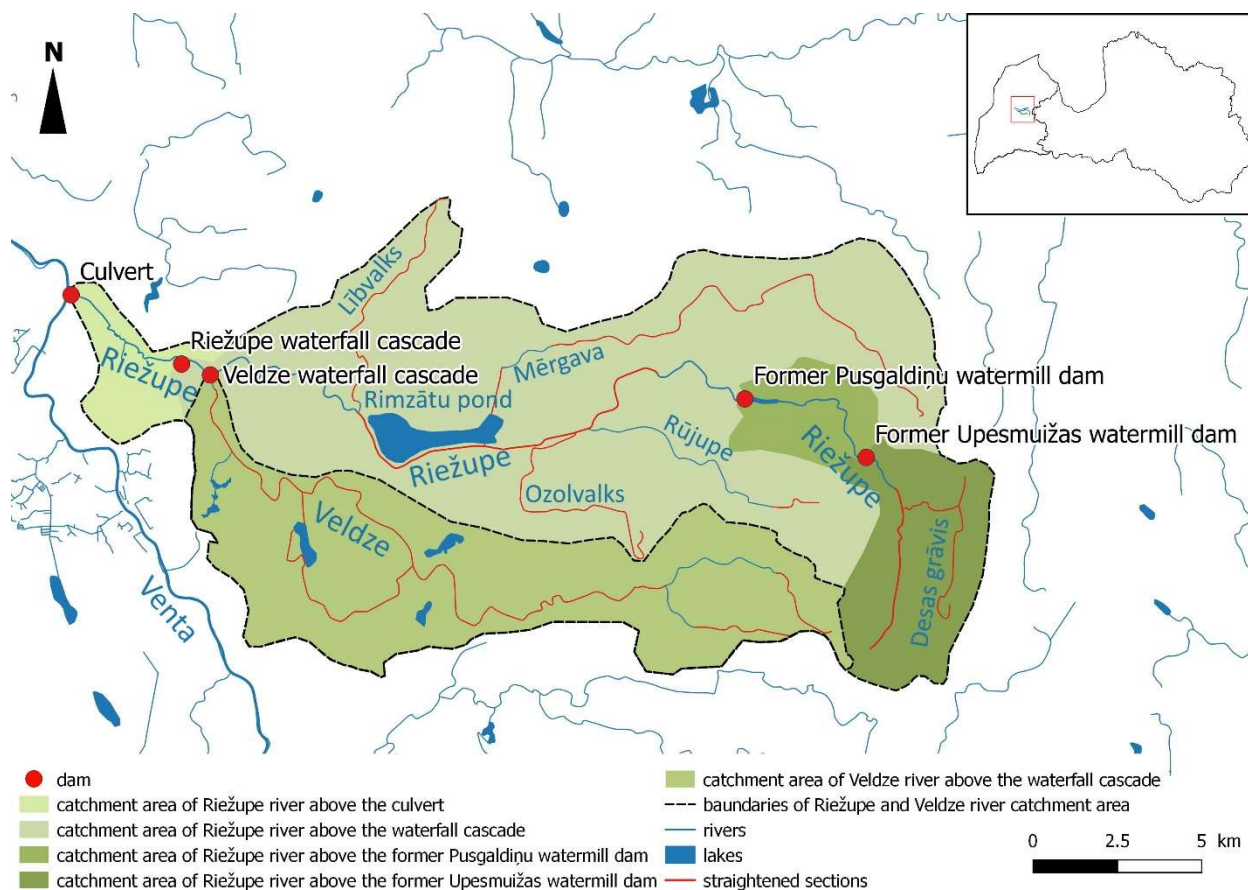 N
Culvert
Lībvalks
Riežupe waterfall cascade
Riežupe
Veldze waterfall cascade
Mērgava
Rimzātu pond
Former Pusgaldiņu watermill dam
Rūjupe
Riežupe
Former Upesmuižas watermill dam
Riežupe
Ozolvalks
Veldze
Venta
Desas grāvis
dam
catchment area of Riežupe river above the culvert
catchment area of Riežupe river above the waterfall cascade
catchment area of Riežupe river above the former Pusgaldiņu watermill dam
catchment area of Riežupe river above the former Upesmuižas watermill dam
catchment area of Veldze river above the waterfall cascade
baundaries of Riežupe and Veldze river catchment area
rivers
lakes
straightened sections
0 2.5 5 km